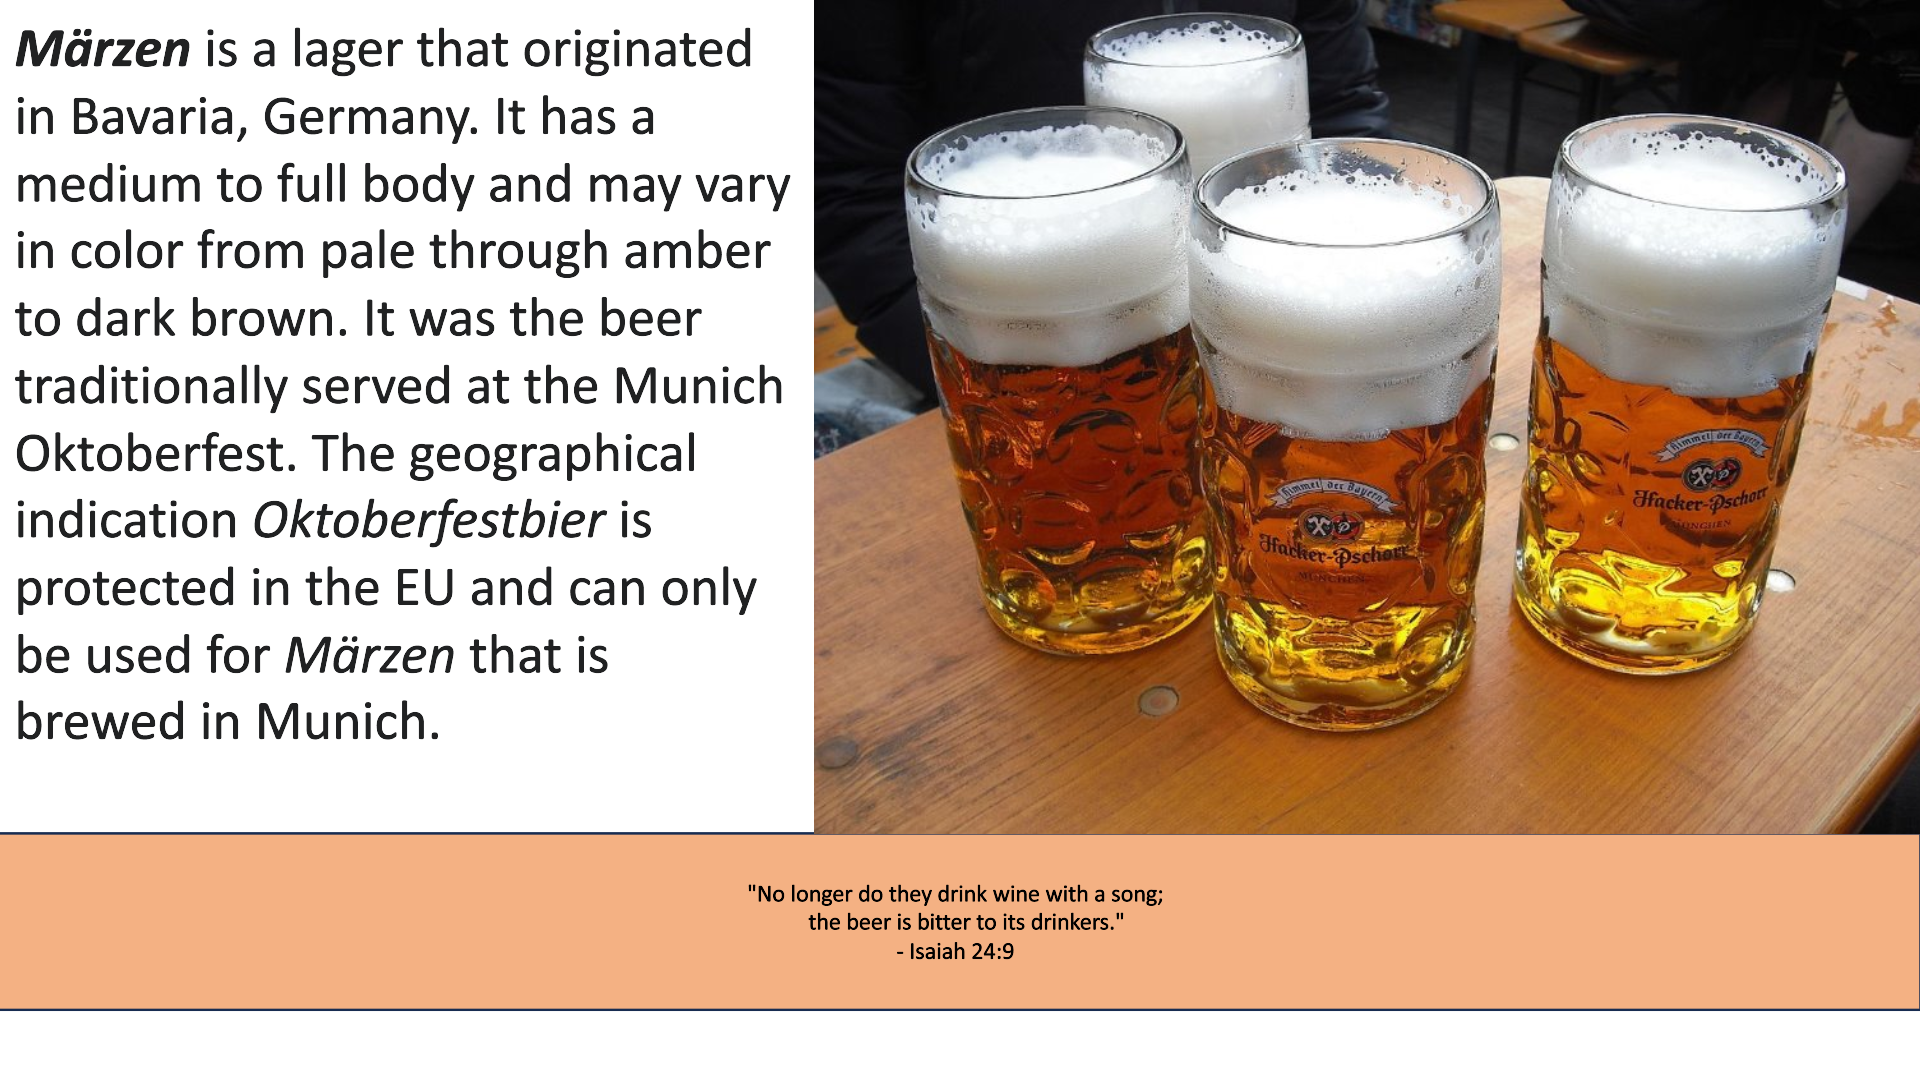 Märzen is a lager that originated
in Bavaria, Germany. It has a
medium to full body and may vary
in color from pale through amber
to dark brown. It was the beer
traditionally served at the Munich
Oktoberfest. The geographical
indication Oktoberfestbier is
protected in the EU and can only
be used for Märzen that is
brewed in Munich.
Himmel der Bayern
Hacker-Pschorr
MÜNCHEN
Himmel der Bayern
Hacker-Pschorr
MÜNCHEN
"No longer do they drink wine with a song;
the beer is bitter to its drinkers."
- Isaiah 24:9